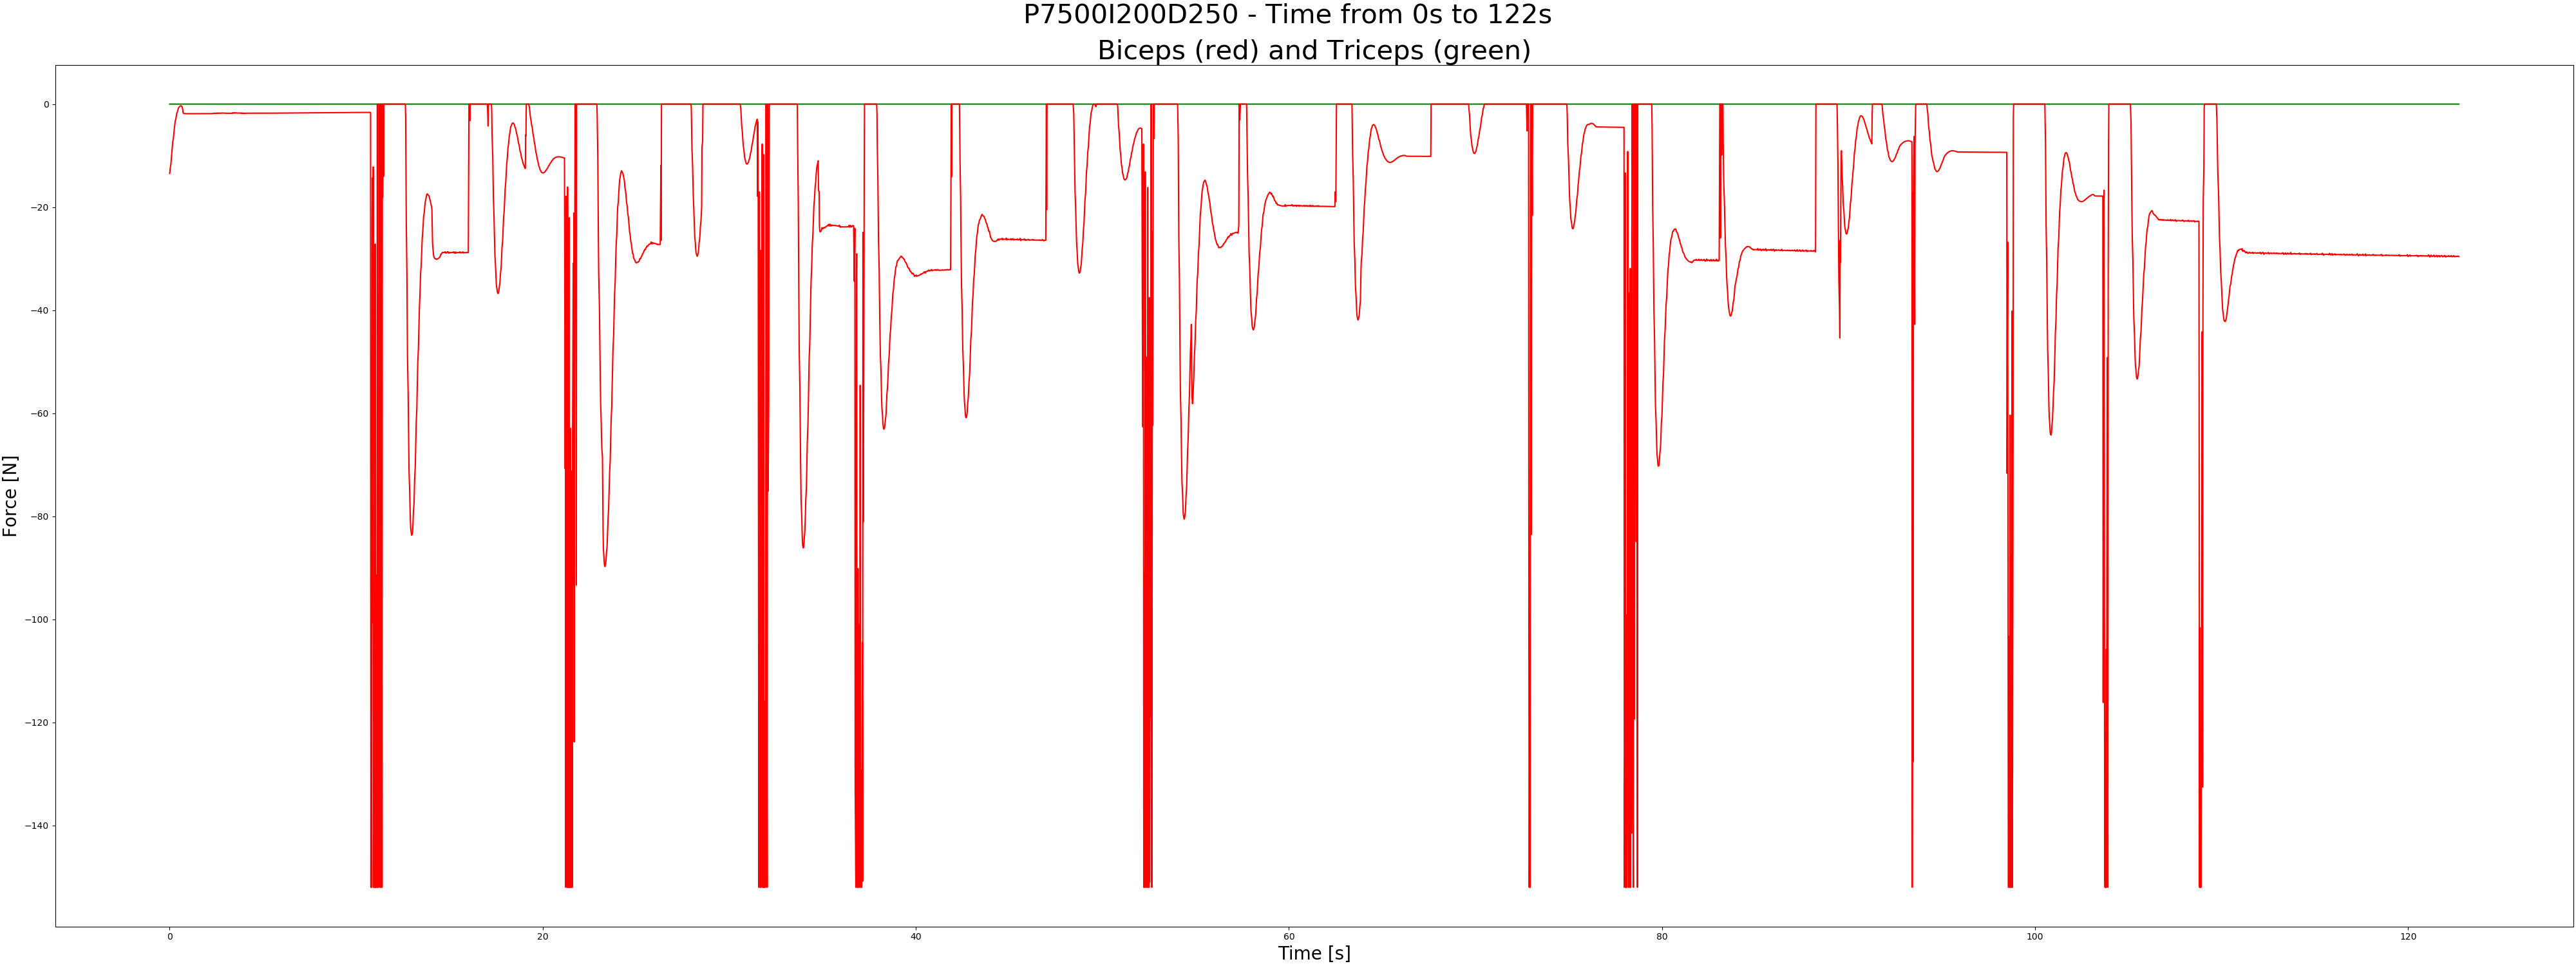 P7500I200D250 - Time from 0s to 122s
Biceps (red) and Triceps (green)
Force [N]
0
−20
−40
−60
−80
−100
−120
−140
0 20 40 60 80 100 120
Time [s]